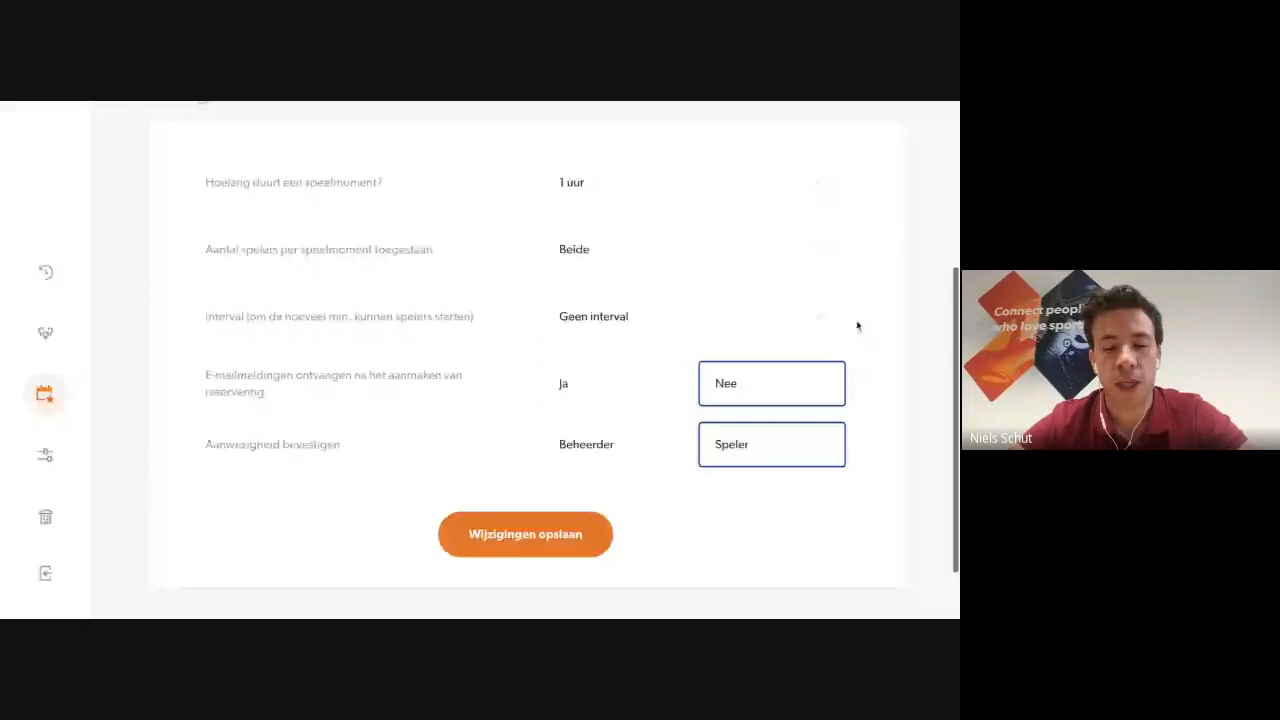 Hoelang duurt een speelmoment?
1 uur
Aantal spelers per speelmoment toegestaan
Beide
Interval (om de hoeveel min. kunnen spelers starten)
Geen interval
E-mailmeldingen ontvangen na het aanmaken van
reservering
Ja
Nee
Aanwezigheid bevestigen
Beheerder
Speler
Wijzigingen opslaan
Connect peopl
who love sport
Niels Schut